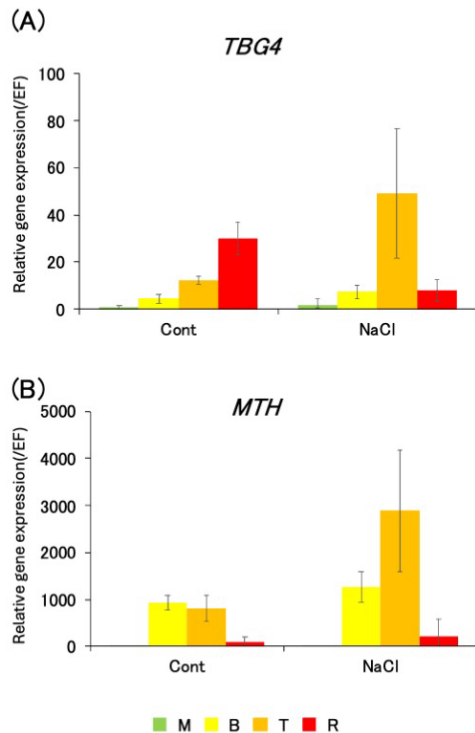 (A)
TBG4
Relative gene expression(/EF)
100
80
60
40
20
0
Cont
NaCl
(B)
MTH
Relative gene expression(/EF)
5000
4000
3000
2000
1000
0
Cont
NaCl
M B T R